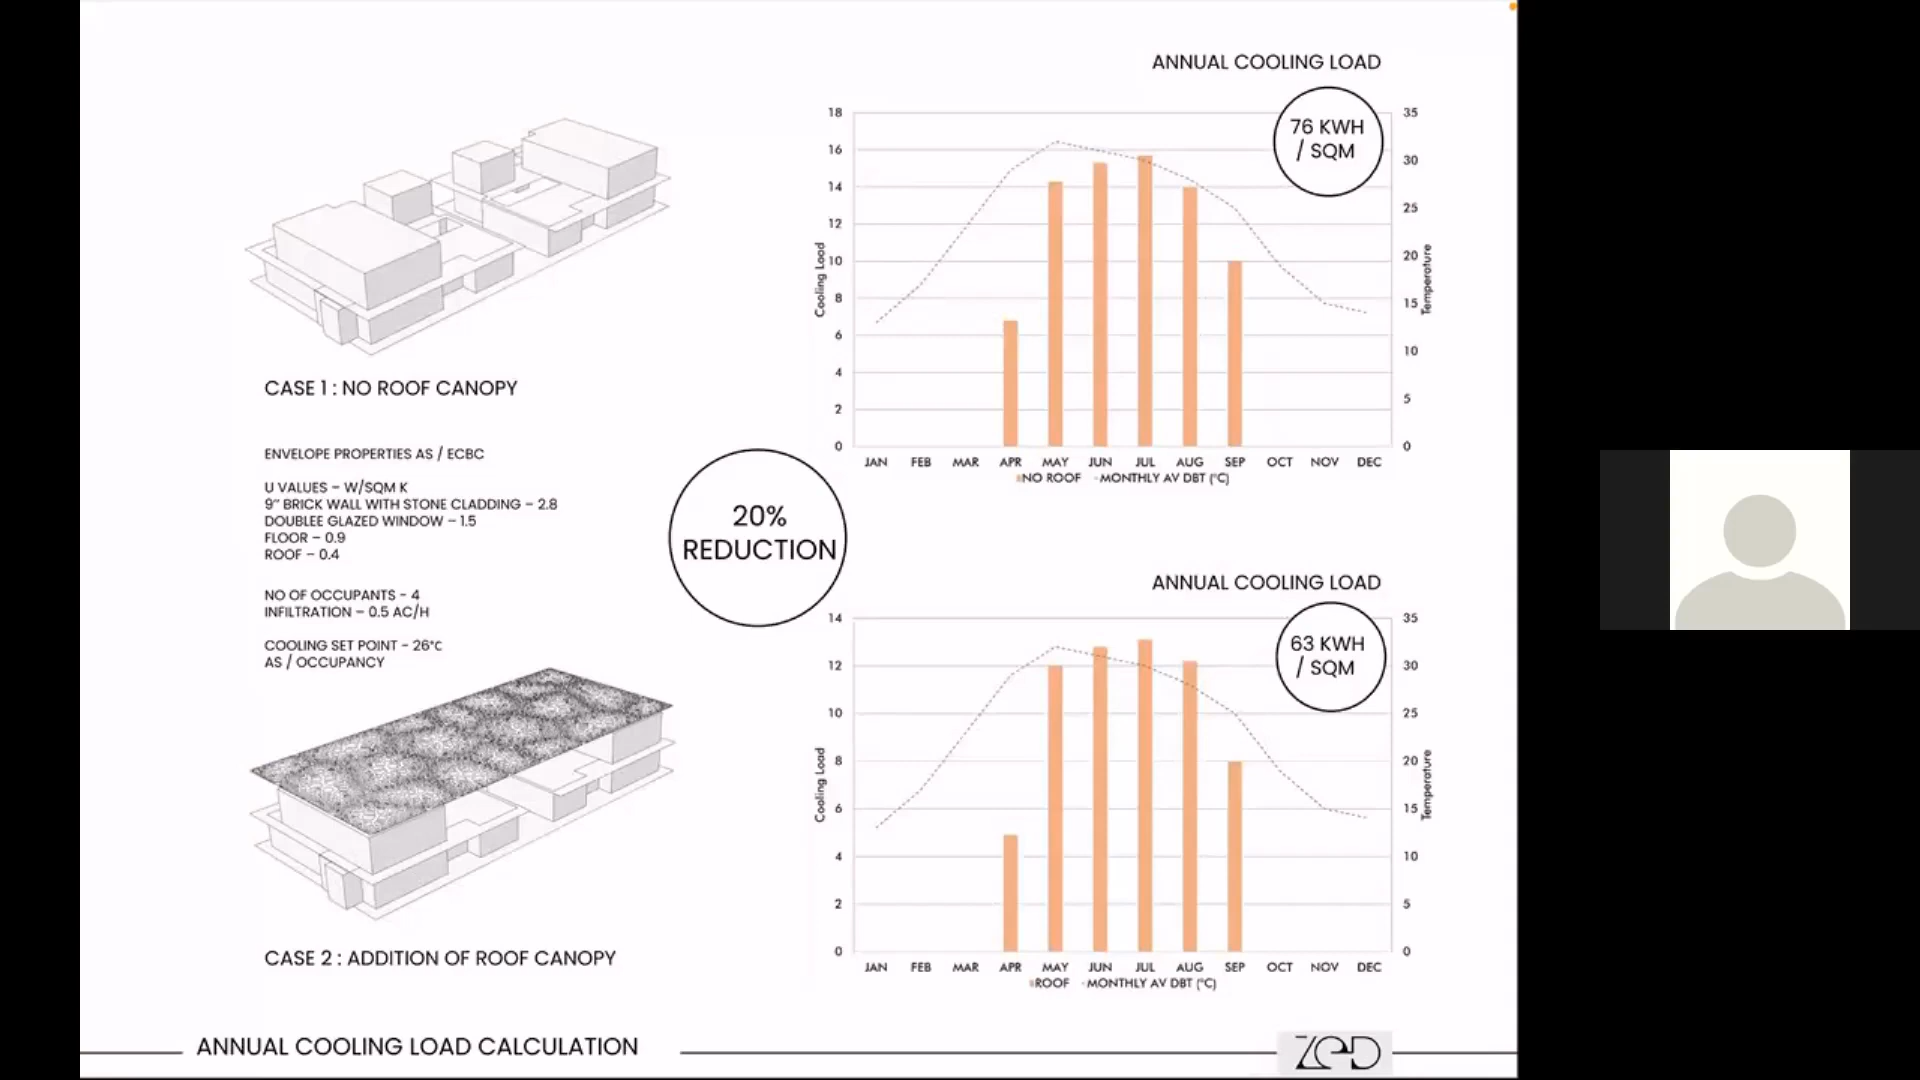 ANNUAL COOLING LOAD
76 KWH
/ SQM
18
16
14
12
10
8
6
4
2
0
Cooling Load
35
30
25
20
15
10
5
0
Temperature
JAN FEB MAR APR MAY JUN JUL AUG SEP OCT NOV DEC
NO ROOF MONTHLY AV DBT (°C)
CASE 1 : NO ROOF CANOPY
ENVELOPE PROPERTIES AS / ECBC
U VALUES – W/SQM K
9” BRICK WALL WITH STONE CLADDING – 2.8
DOUBLEE GLAZED WINDOW – 1.5
FLOOR – 0.9
ROOF – 0.4
NO OF OCCUPANTS - 4
INFILTRATION – 0.5 AC/H
COOLING SET POINT - 26°C
AS / OCCUPANCY
20%
REDUCTION
ANNUAL COOLING LOAD
63 KWH
/ SQM
14
12
10
8
6
4
2
0
Cooling Load
35
30
25
20
15
10
5
0
Temperature
JAN FEB MAR APR MAY JUN JUL AUG SEP OCT NOV DEC
ROOF MONTHLY AV DBT (°C)
CASE 2 : ADDITION OF ROOF CANOPY
ANNUAL COOLING LOAD CALCULATION
ZED